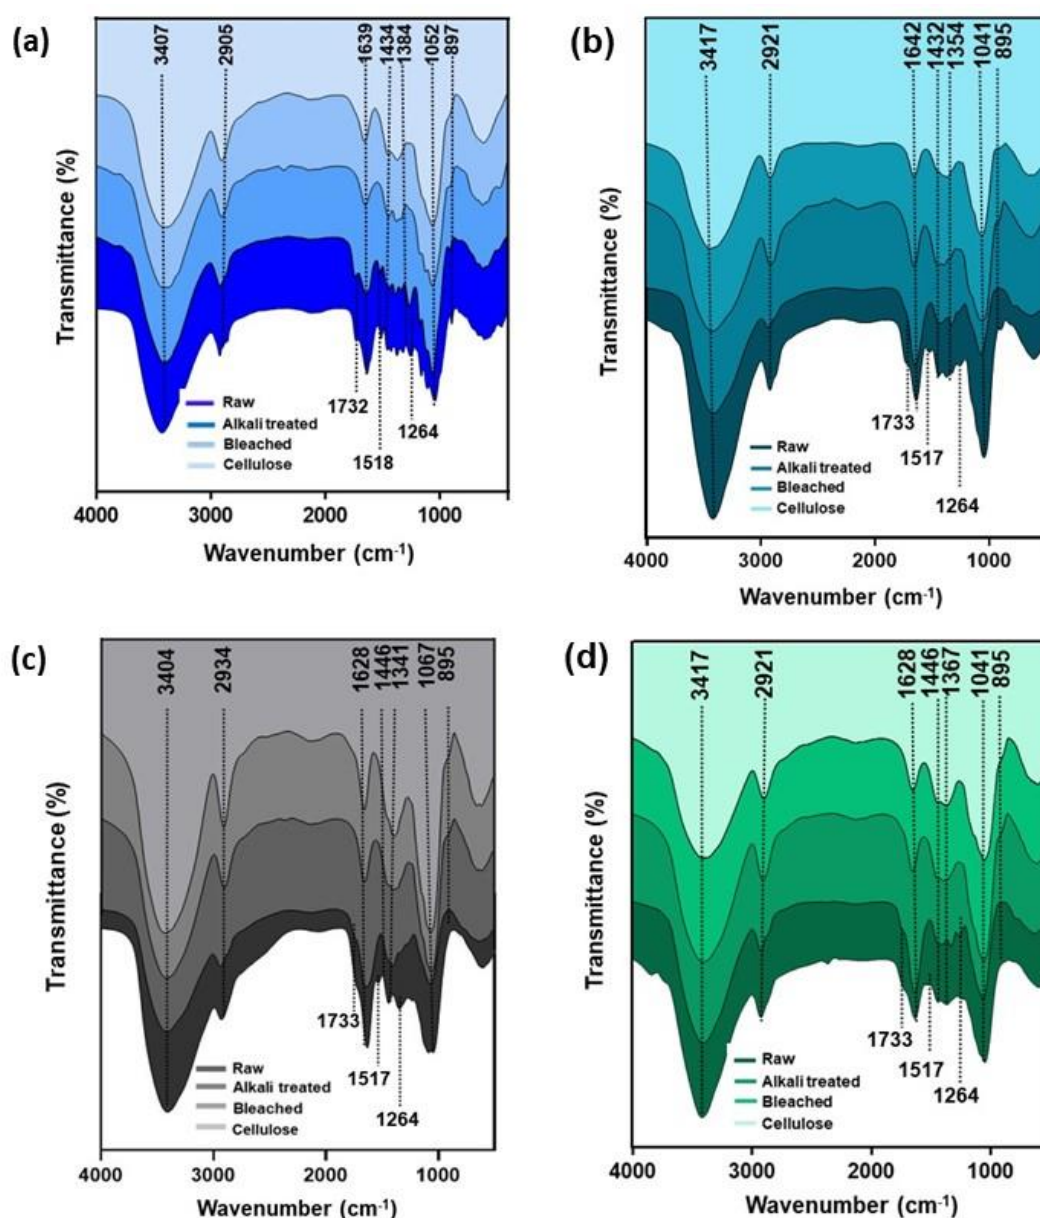 (a)
3407
2905
1639
1434
1384
1052
897
Transmittance (%)
1732
1518
1264
Raw
Alkali treated
Bleached
Cellulose
4000 3000 2000 1000
Wavenumber (cm-1)
(b)
3417
2921
1642
1432
1354
1041
895
Transmittance (%)
1733
1517
1264
Raw
Alkali treated
Bleached
Cellulose
4000 3000 2000 1000
Wavenumber (cm-1)
(c)
3404
2934
1628
1446
1341
1067
895
Transmittance (%)
1733
1517
1264
Raw
Alkali treated
Bleached
Cellulose
4000 3000 2000 1000
Wavenumber (cm-1)
(d)
3417
2921
1628
1446
1367
1041
895
Transmittance (%)
1733
1517
1264
Raw
Alkali treated
Bleached
Cellulose
4000 3000 2000 1000
Wavenumber (cm-1)